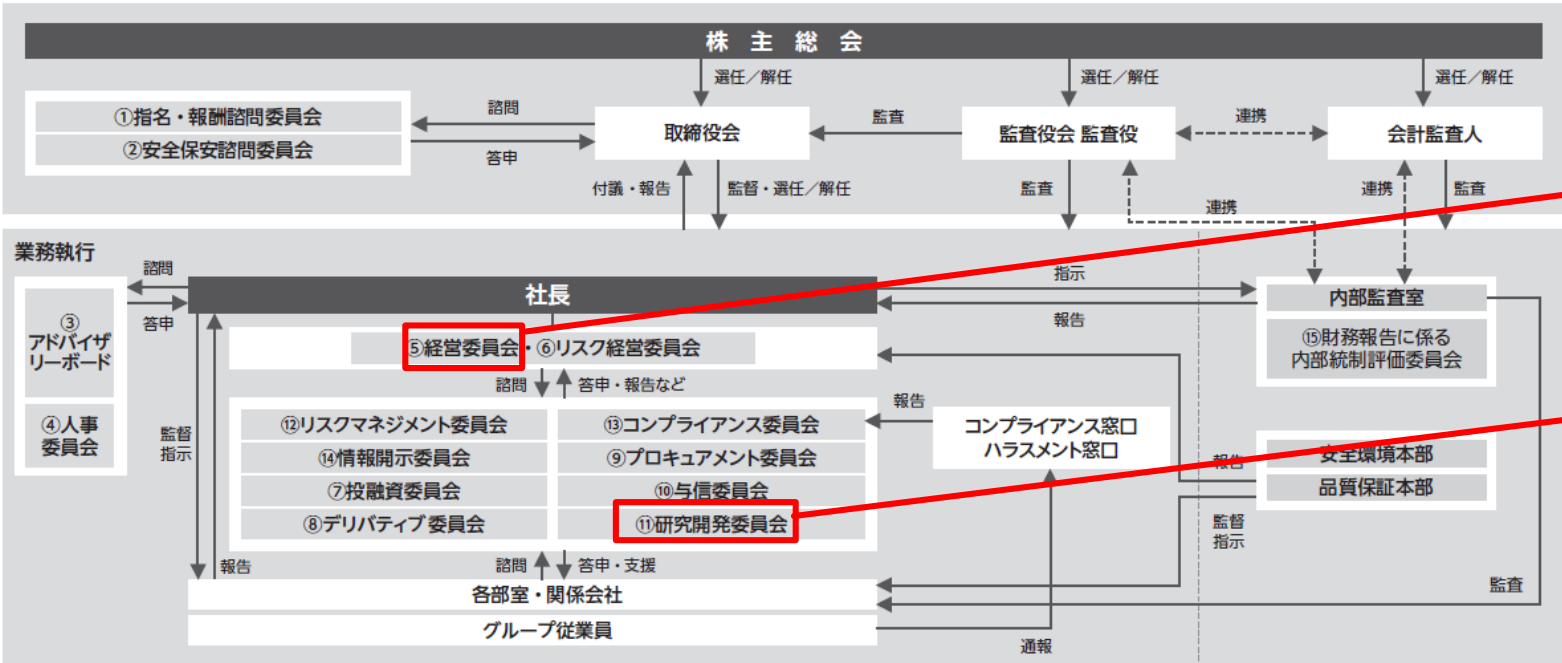 株主総会
選任／解任
選任／解任
選任／解任
①指名・報酬諮問委員会
②安全保安諮問委員会
諮問
答申
取締役会
監査
監査役会 監査役
連携
会計監査人
付議・報告
監督・選任／解任
監査
連携
連携
監査
業務執行
諮問
答申
③
アドバイザ
リーボード
④人事
委員会
社長
指示
報告
内部監査室
⑮財務報告に係る
内部統制評価委員会
⑤経営委員会・⑥リスク経営委員会
諮問
答申・報告など
監督
指示
⑫リスクマネジメント委員会
⑬コンプライアンス委員会
⑭情報開示委員会
⑨プロキュアメント委員会
⑦投融資委員会
⑩与信委員会
⑧デリバティブ委員会
⑪研究開発委員会
報告
コンプライアンス窓口
ハラスメント窓口
報告
安全環境本部
品質保証本部
監督
指示
報告
諮問
答申・支援
各部室・関係会社
グループ従業員
通報
監査